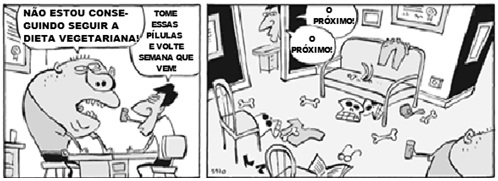 NÃO ESTOU CONSE-
GUINDO SEGUIR A
DIETA VEGETARIANA!
TOME
ESSAS
PÍLULAS
E VOLTE
SEMANA QUE
VEM!
O
PRÓXIMO!
O
PRÓXIMO!